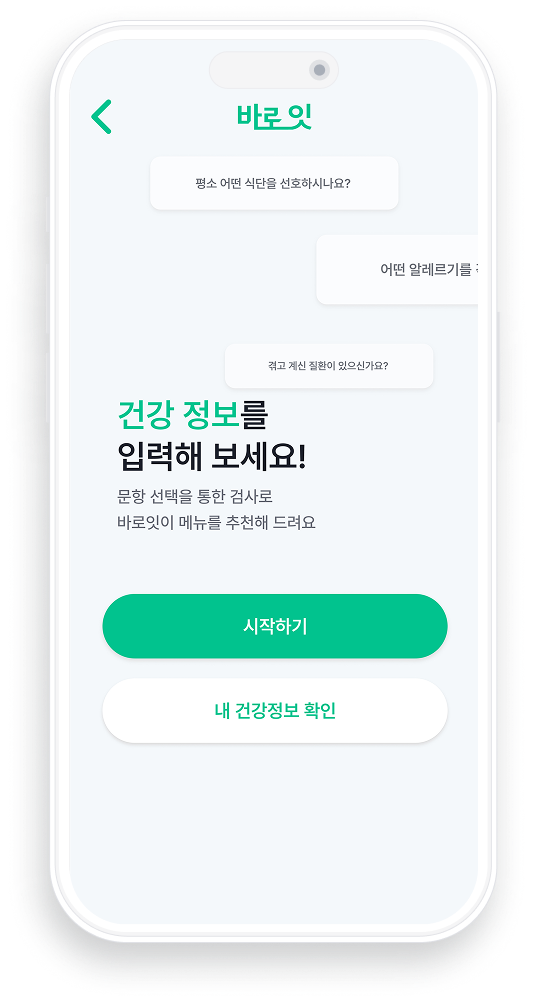 바로잇
평소 어떤 식단을 선호하시나요?
어떤 알레르기를
겪고 계신 질환이 있으신가요?
건강 정보를
입력해 보세요!
문항 선택을 통한 검사로
바로잇이 메뉴를 추천해 드려요
시작하기
내 건강정보 확인